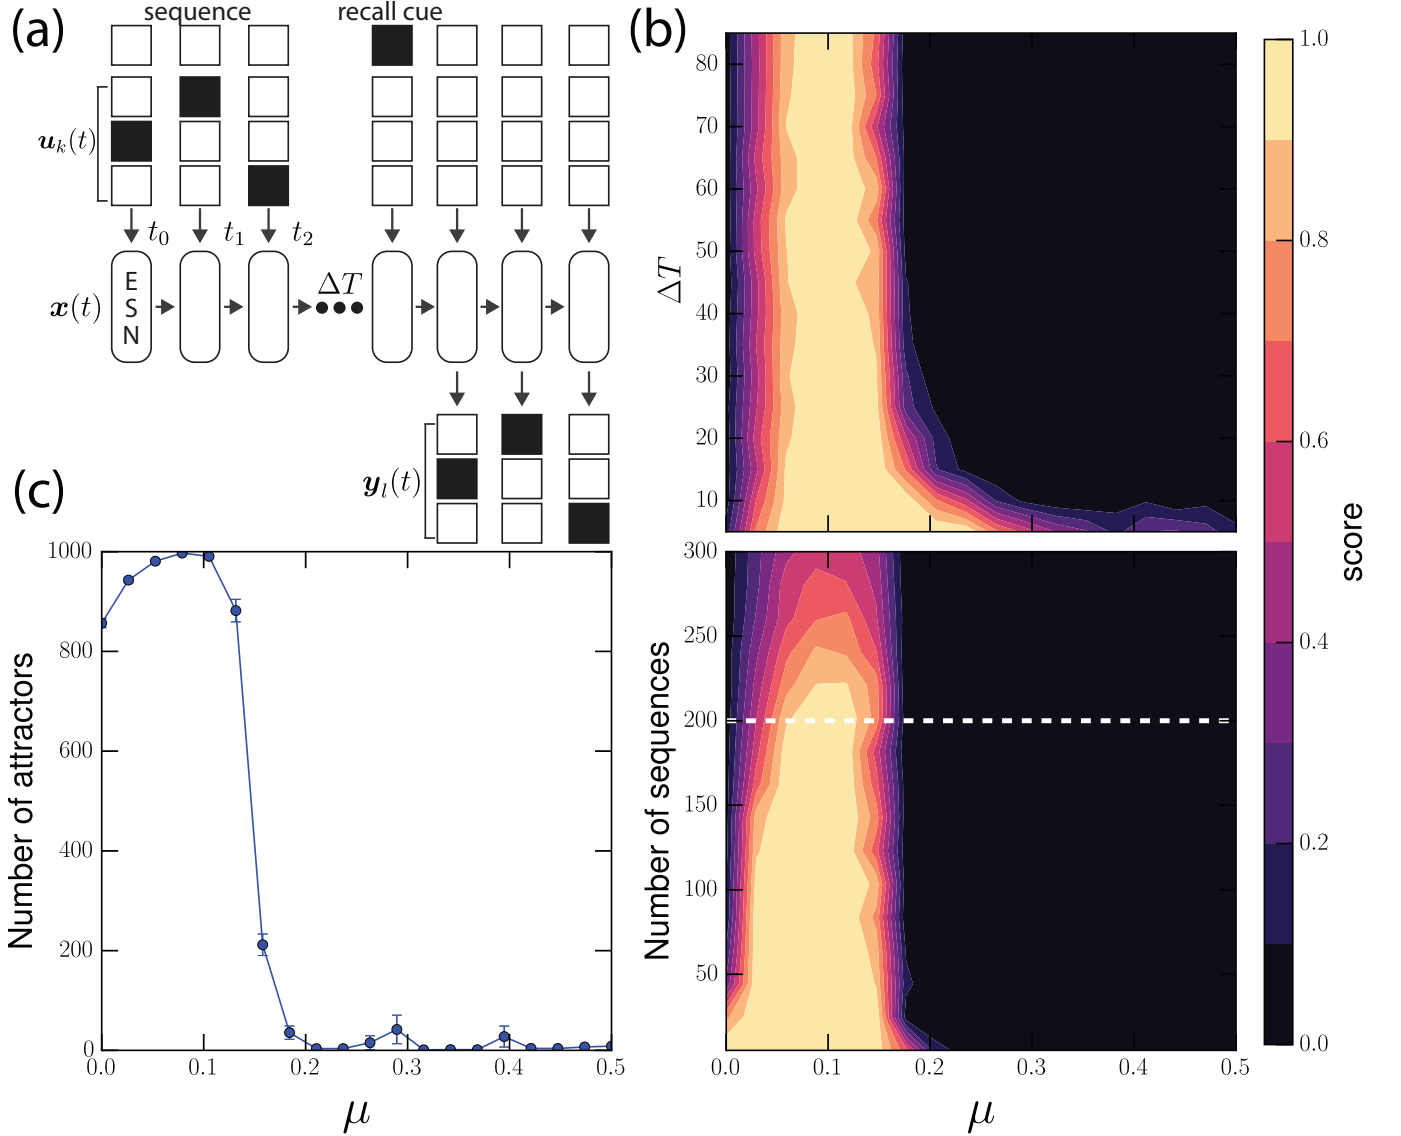 (a)
sequence
recall cue
u_k(t)
t_0
t_1
t_2
x(t)
E
S
N
ΔT
y_l(t)
(b)
80
70
60
50
40
30
20
10
ΔT
300
250
200
150
100
50
Number of sequences
0.0
0.1
0.2
0.3
0.4
0.5
μ
1.0
0.8
0.6
0.4
0.2
0.0
score
(c)
1000
800
600
400
200
0
Number of attractors
0.0
0.1
0.2
0.3
0.4
0.5
μ